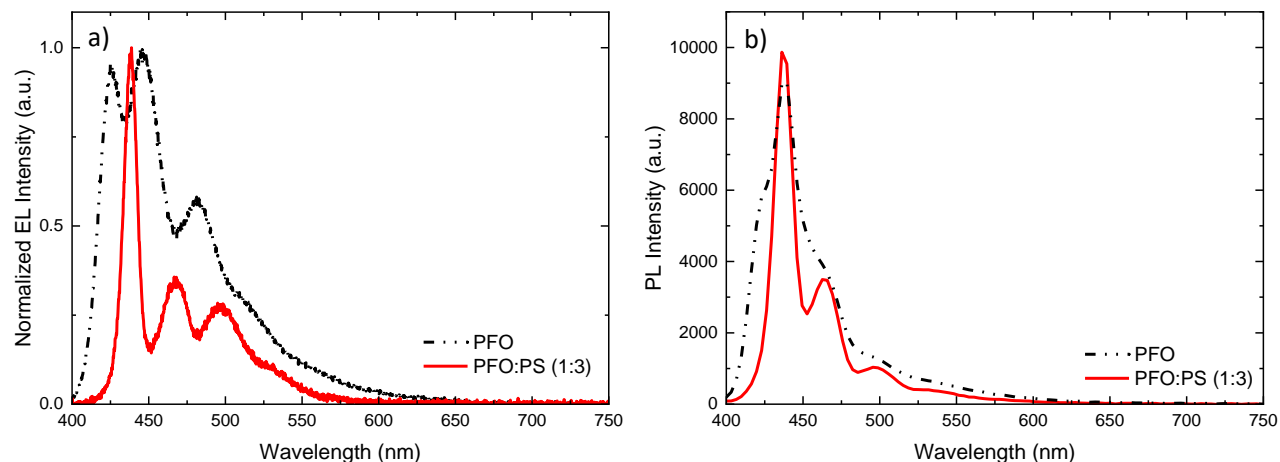 a)
Normalized EL Intensity (a.u.)
1.0
0.5
0.0
PFO
PFO:PS (1:3)
400 450 500 550 600 650 700 750
Wavelength (nm)
b)
PL Intensity (a.u.)
10000
8000
6000
4000
2000
0
PFO
PFO:PS (1:3)
400 450 500 550 600 650 700 750
Wavelength (nm)